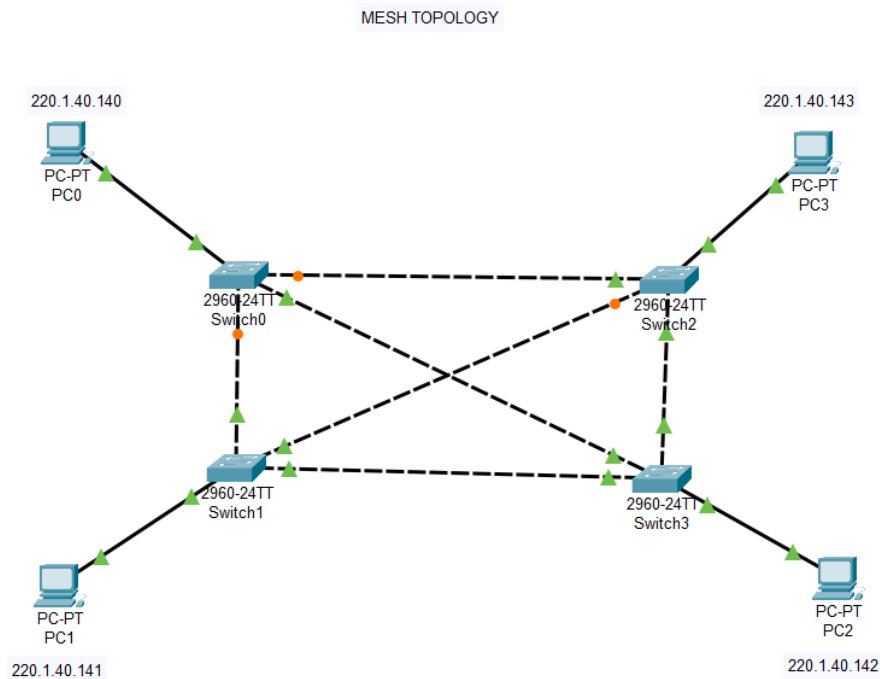 MESH TOPOLOGY
220.1.40.140
220.1.40.143
PC-PT
PC0
PC-PT
PC3
2960-24TT
Switch0
2960-24TT
Switch2
2960-24TT
Switch1
2960-24TT
Switch3
PC-PT
PC1
PC-PT
PC2
220.1.40.141
220.1.40.142